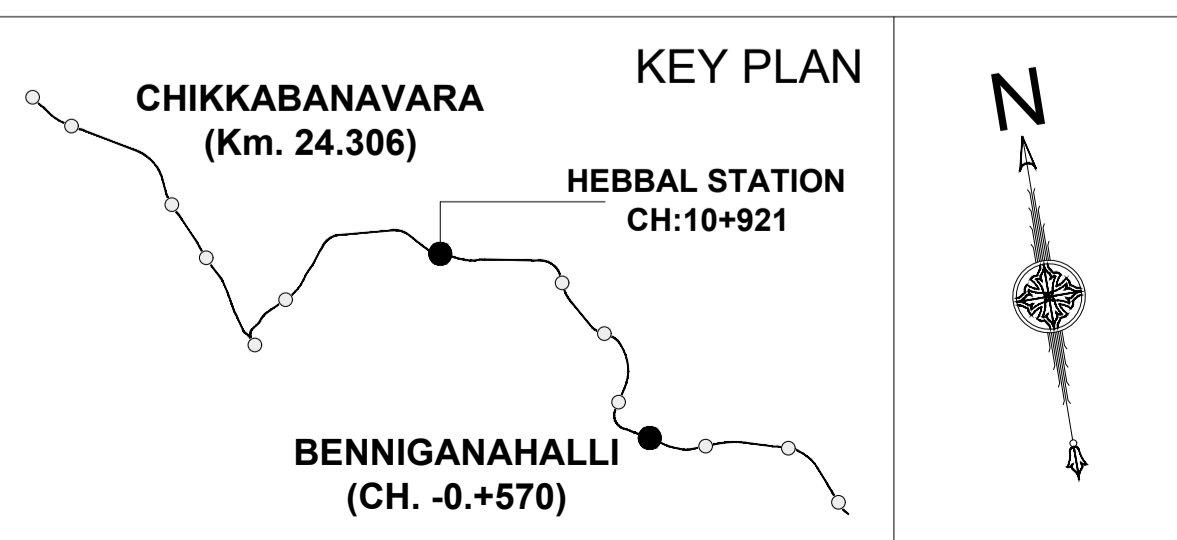 KEY PLAN
CHIKKABANAVARA
(Km. 24.306)
HEBBAL STATION
CH:10+921
BENNIGANAHALLI
(CH. -0.+570)
N